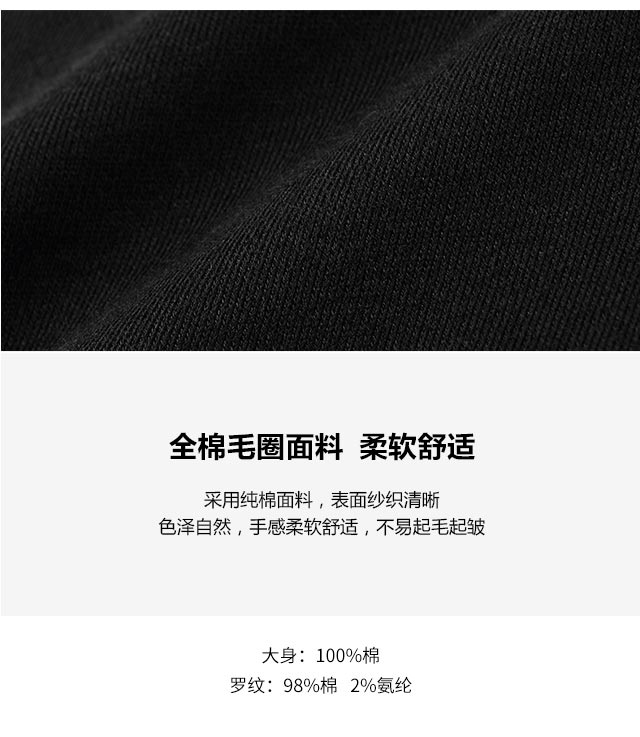 全棉毛圈面料 柔软舒适
采用纯棉面料，表面纱织清晰
色泽自然，手感柔软舒适，不易起毛起皱
大身：100%棉
罗纹：98%棉 2%氨纶